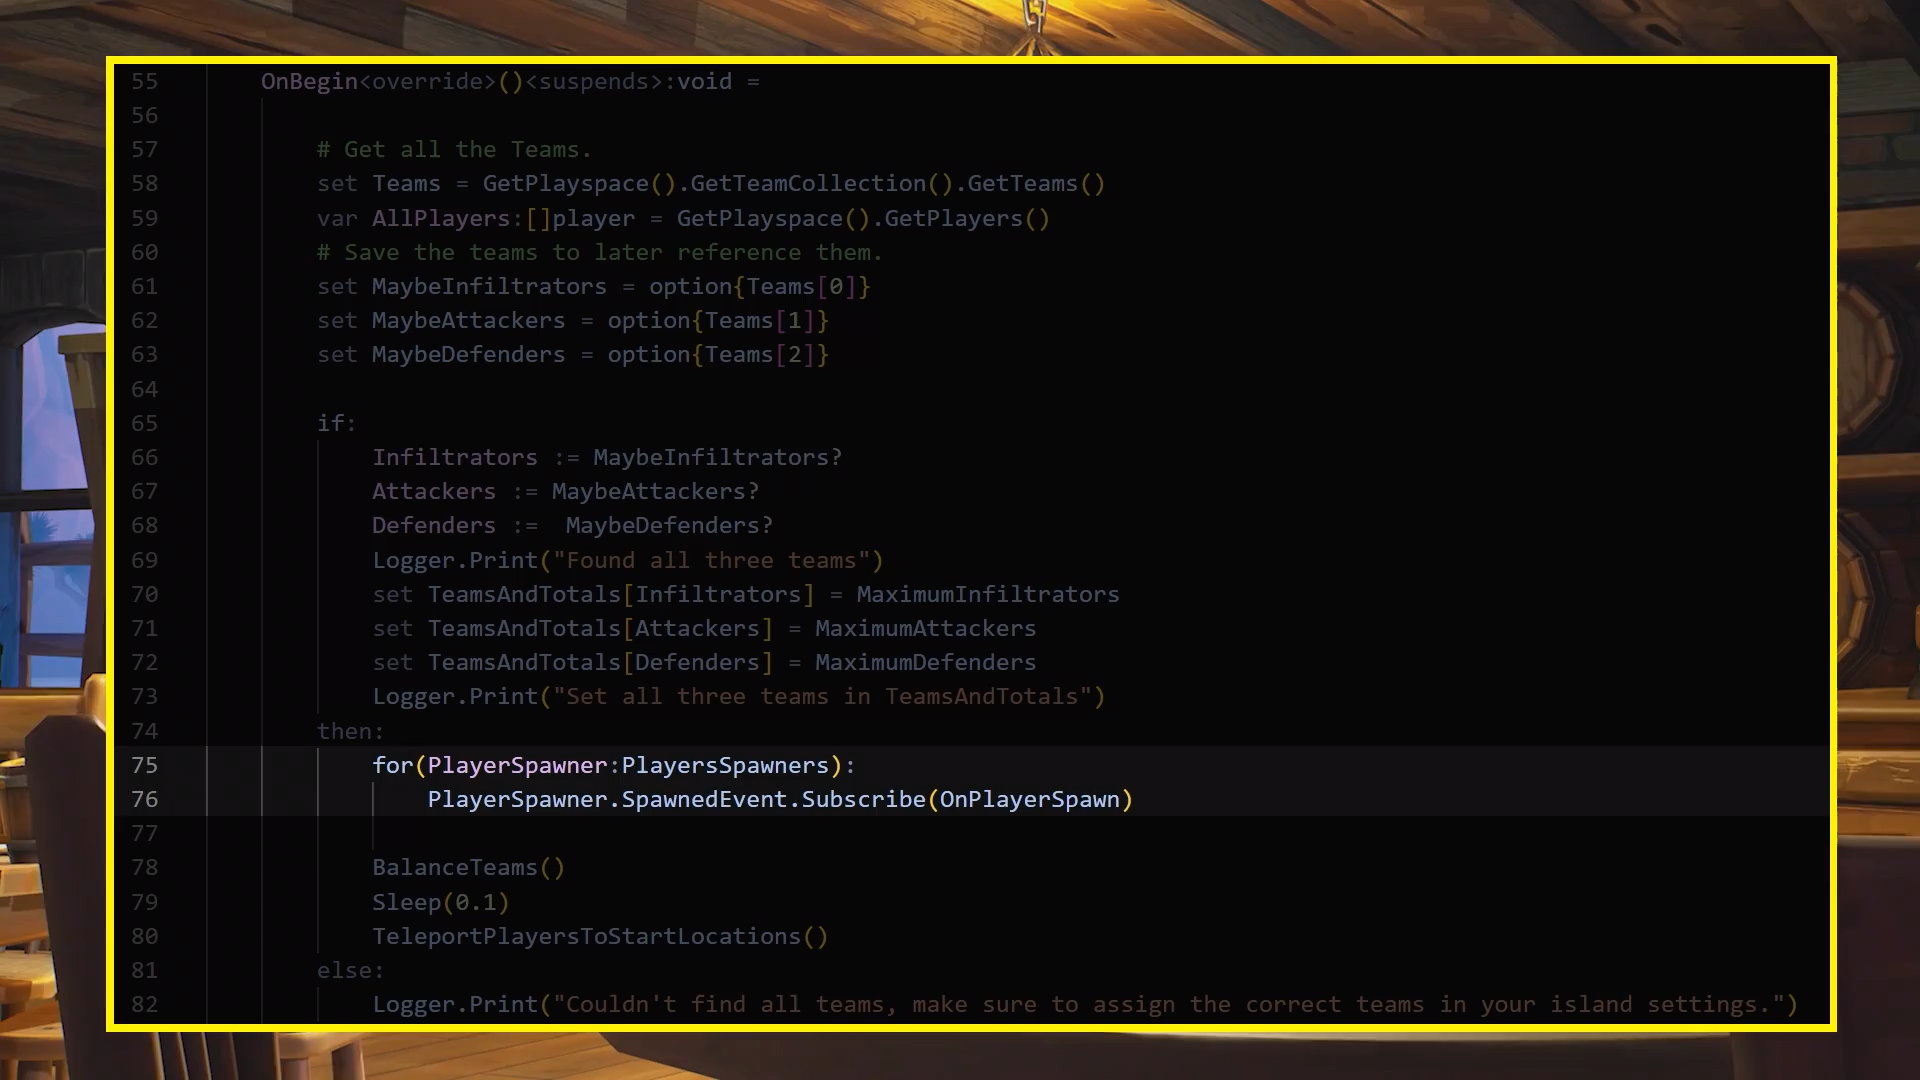 55 OnBegin<override>()<suspends>:void =
56
57 # Get all the Teams.
58 set Teams = GetPlayspace().GetTeamCollection().GetTeams()
59 var AllPlayers:[]player = GetPlayspace().GetPlayers()
60 # Save the teams to later reference them.
61 set MaybeInfiltrators = option{Teams[0]}
62 set MaybeAttackers = option{Teams[1]}
63 set MaybeDefenders = option{Teams[2]}
64
65 if:
66 Infiltrators := MaybeInfiltrators?
67 Attackers := MaybeAttackers?
68 Defenders :=  MaybeDefenders?
69 Logger.Print("Found all three teams")
70 set TeamsAndTotals[Infiltrators] = MaximumInfiltrators
71 set TeamsAndTotals[Attackers] = MaximumAttackers
72 set TeamsAndTotals[Defenders] = MaximumDefenders
73 Logger.Print("Set all three teams in TeamsAndTotals")
74 then:
75 for(PlayerSpawner:PlayersSpawners):
76 PlayerSpawner.SpawnedEvent.Subscribe(OnPlayerSpawn)
77
78 BalanceTeams()
79 Sleep(0.1)
80 TeleportPlayersToStartLocations()
81 else:
82 Logger.Print("Couldn't find all teams, make sure to assign the correct teams in your island settings.")